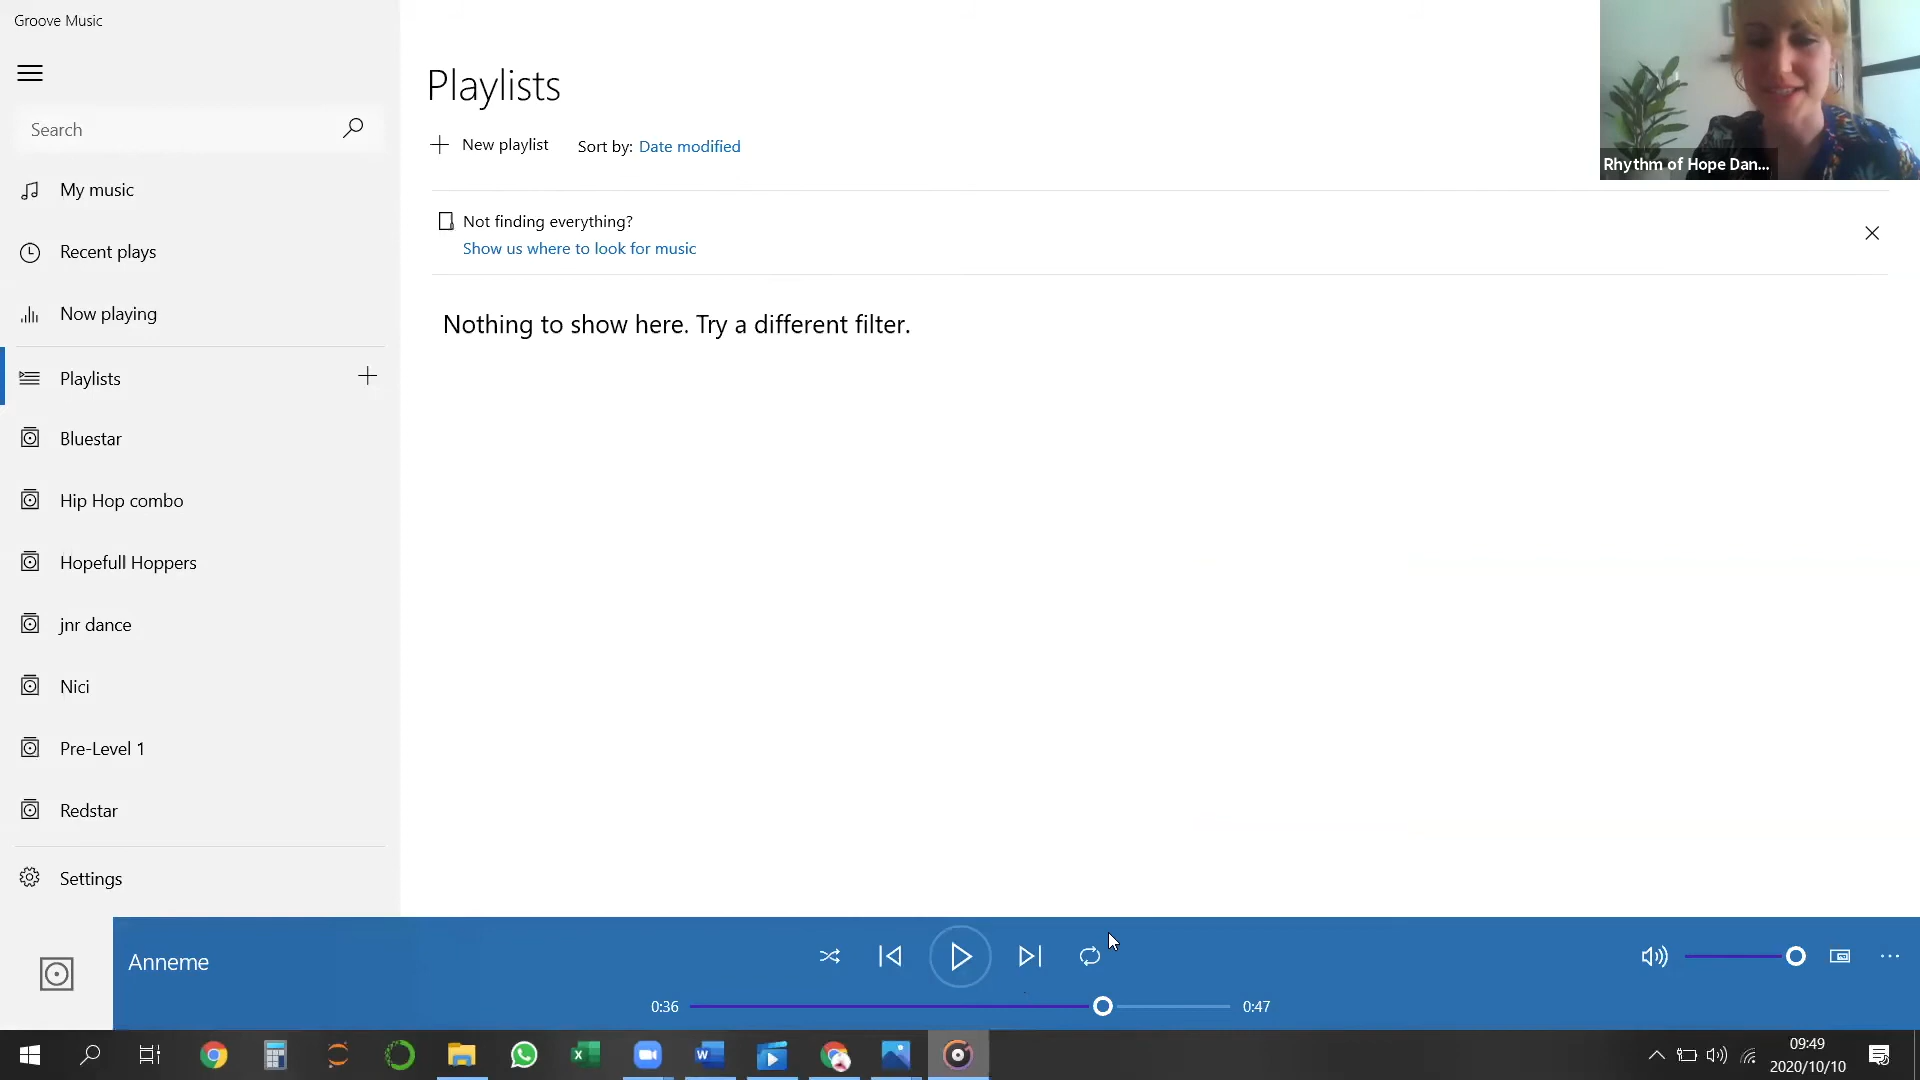 Groove Music
Search
My music
Recent plays
Now playing
Playlists
Bluestar
Hip Hop combo
Hopefull Hoppers
jnr dance
Nici
Pre-Level 1
Redstar
Settings
Playlists
New playlist
Sort by: Date modified
Not finding everything?
Show us where to look for music
Nothing to show here. Try a different filter.
Rhythm of Hope Dan...
Anneme
0:36
0:47
09:49
2020/10/10